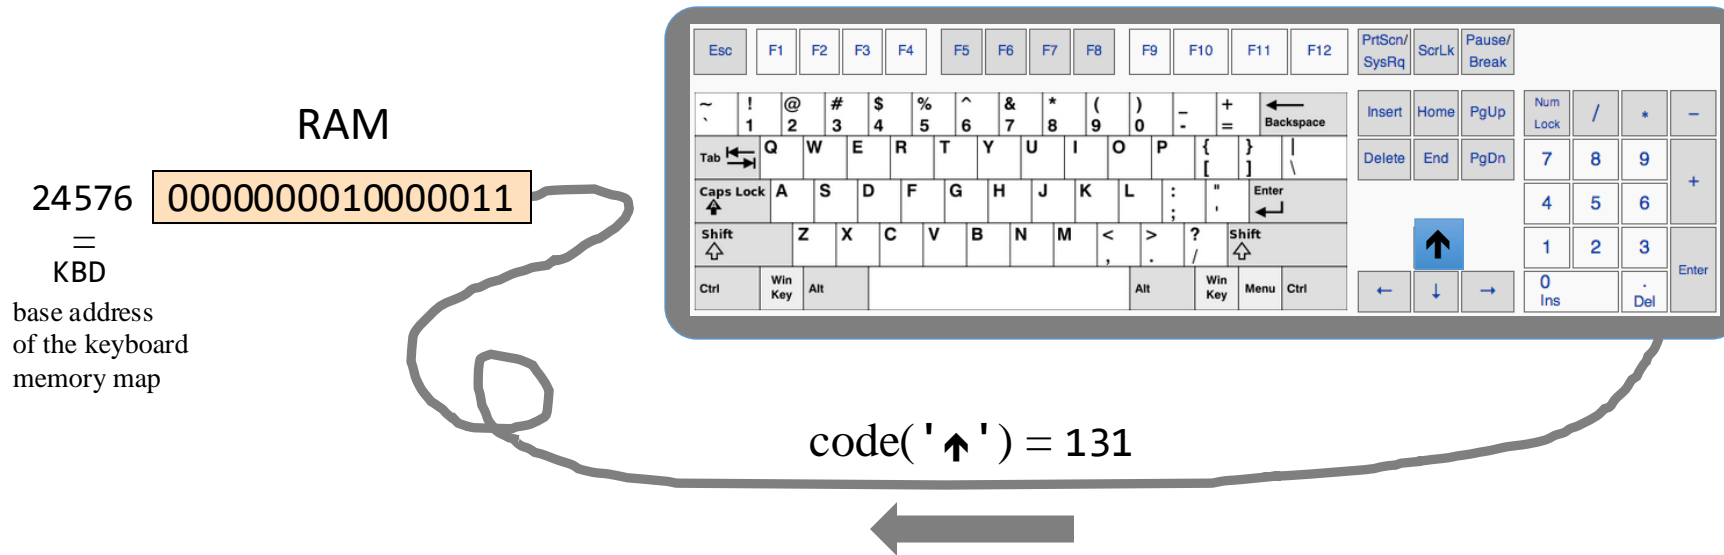 RAM
24576 0000000010000011
=
KBD
base address
of the keyboard
memory map
code('↑') = 131
Esc F1 F2 F3 F4 F5 F6 F7 F8 F9 F10 F11 F12 PrtScn/ ScrLk Pause/
SysRq Break
~ ! @ # $ % ^ & * ( ) _ + ←
` 1 2 3 4 5 6 7 8 9 0 - = Backspace
Insert Home PgUp Num / * -
Lock
Tab Q W E R T Y U I O P { } |
[ ] \
Delete End PgDn 7 8 9 +
Caps Lock A S D F G H J K L : " Enter
; '
4 5 6
Shift Z X C V B N M < > ? Shift
, . /
↑ 1 2 3 Enter
Ctrl Win Alt Alt Win Menu Ctrl
Key Key
← ↓ → 0 .
Ins Del